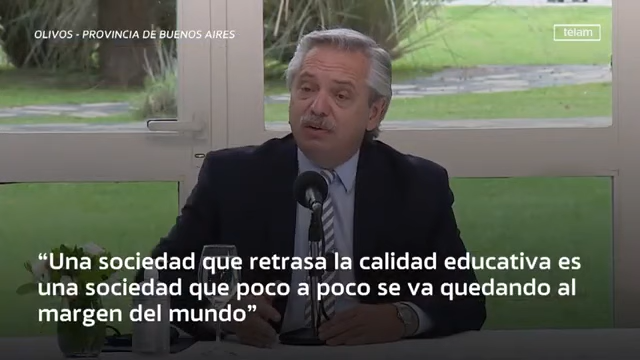 OLIVOS - PROVINCIA DE BUENOS AIRES
télam
“Una sociedad que retrasa la calidad educativa es
una sociedad que poco a poco se va quedando al
margen del mundo”